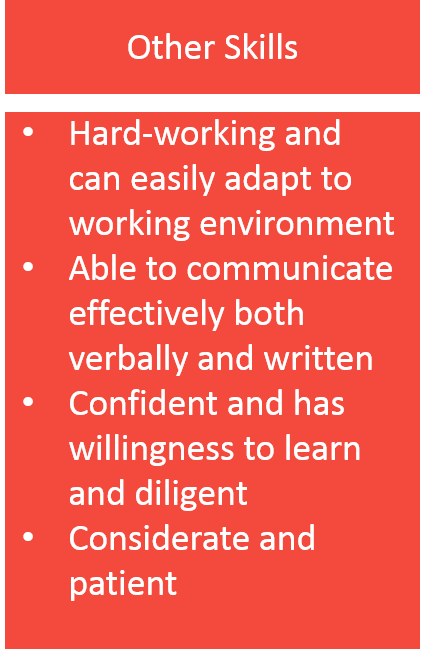 Other Skills
• Hard-working and
can easily adapt to
working environment
• Able to communicate
effectively both
verbally and written
• Confident and has
willingness to learn
and diligent
• Considerate and
patient